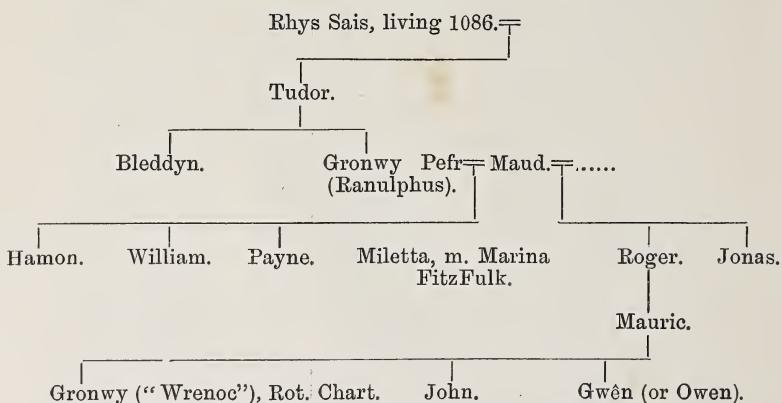 Rhys Sais, living 1086.
Tudor.
Bleddyn. Gronwy Pefr Maud. ......
(Ranulphus).
Hamon. William. Payne. Miletta, m. Marina Roger. Jonas.
FitzFulk.
Mauric.
Gronwy (“Wrenoc”), Rot. Chart. John. Gwên (or Owen).